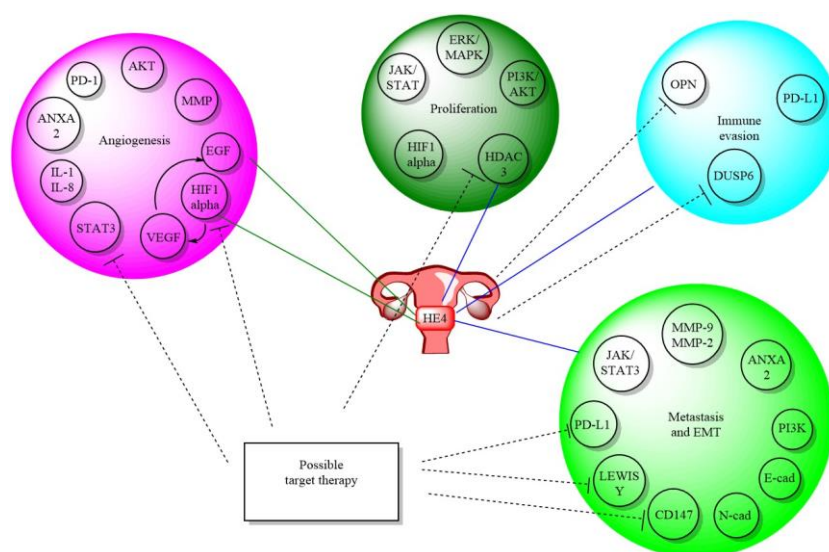 AKT
PD-1
MMP
ANXA
2
Angiogenesis
EGF
IL-1
IL-8
HIF1
alpha
STAT3
VEGF
ERK/
MAPK
JAK/
STAT
PI3K/
AKT
Proliferation
HIF1
alpha
HDAC
3
OPN
PD-L1
Immune
evasion
DUSP6
HE4
MMP-9
MMP-2
JAK/
STAT3
ANXA
2
PD-L1
Metastasis
and EMT
PI3K
LEWIS
Y
E-cad
CD147
N-cad
Possible
target therapy